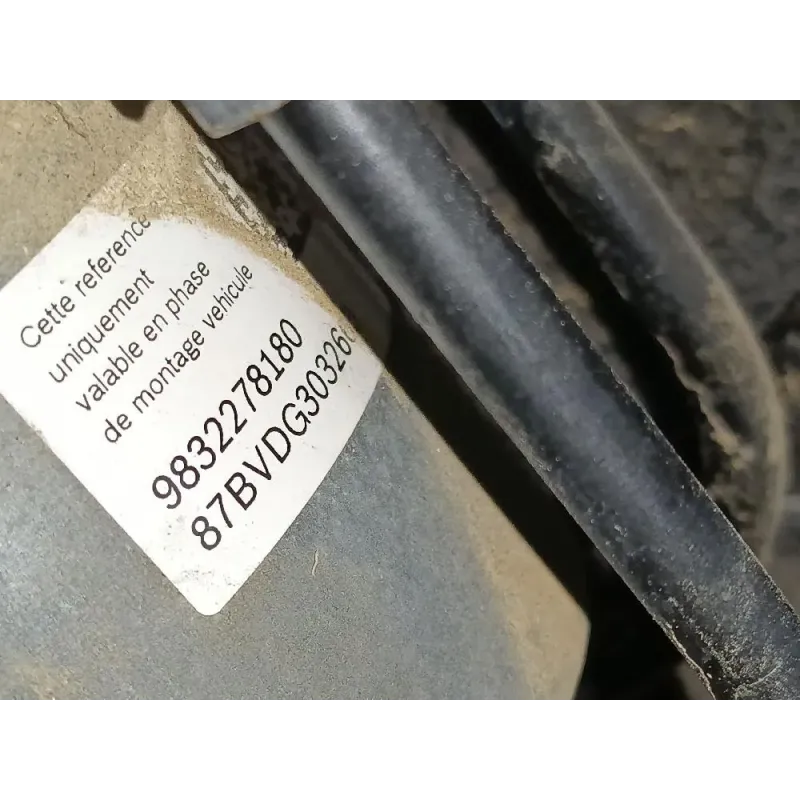 Cette reference
uniquement
valable en phase
de montage vehicule
9832278180
87BVDG30326